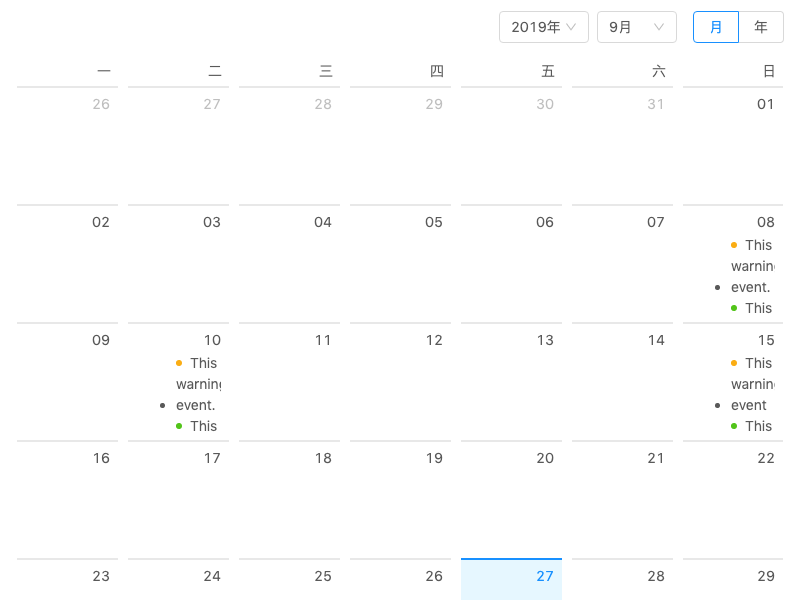 2019年 9月 月 年
一 二 三 四 五 六 日
26 27 28 29 30 31 01
02 03 04 05 06 07 08
This
warnin
event.
This
09 10 11 12 13 14 15
This This
warning warnin
event. event
This This
16 17 18 19 20 21 22
23 24 25 26 27 28 29